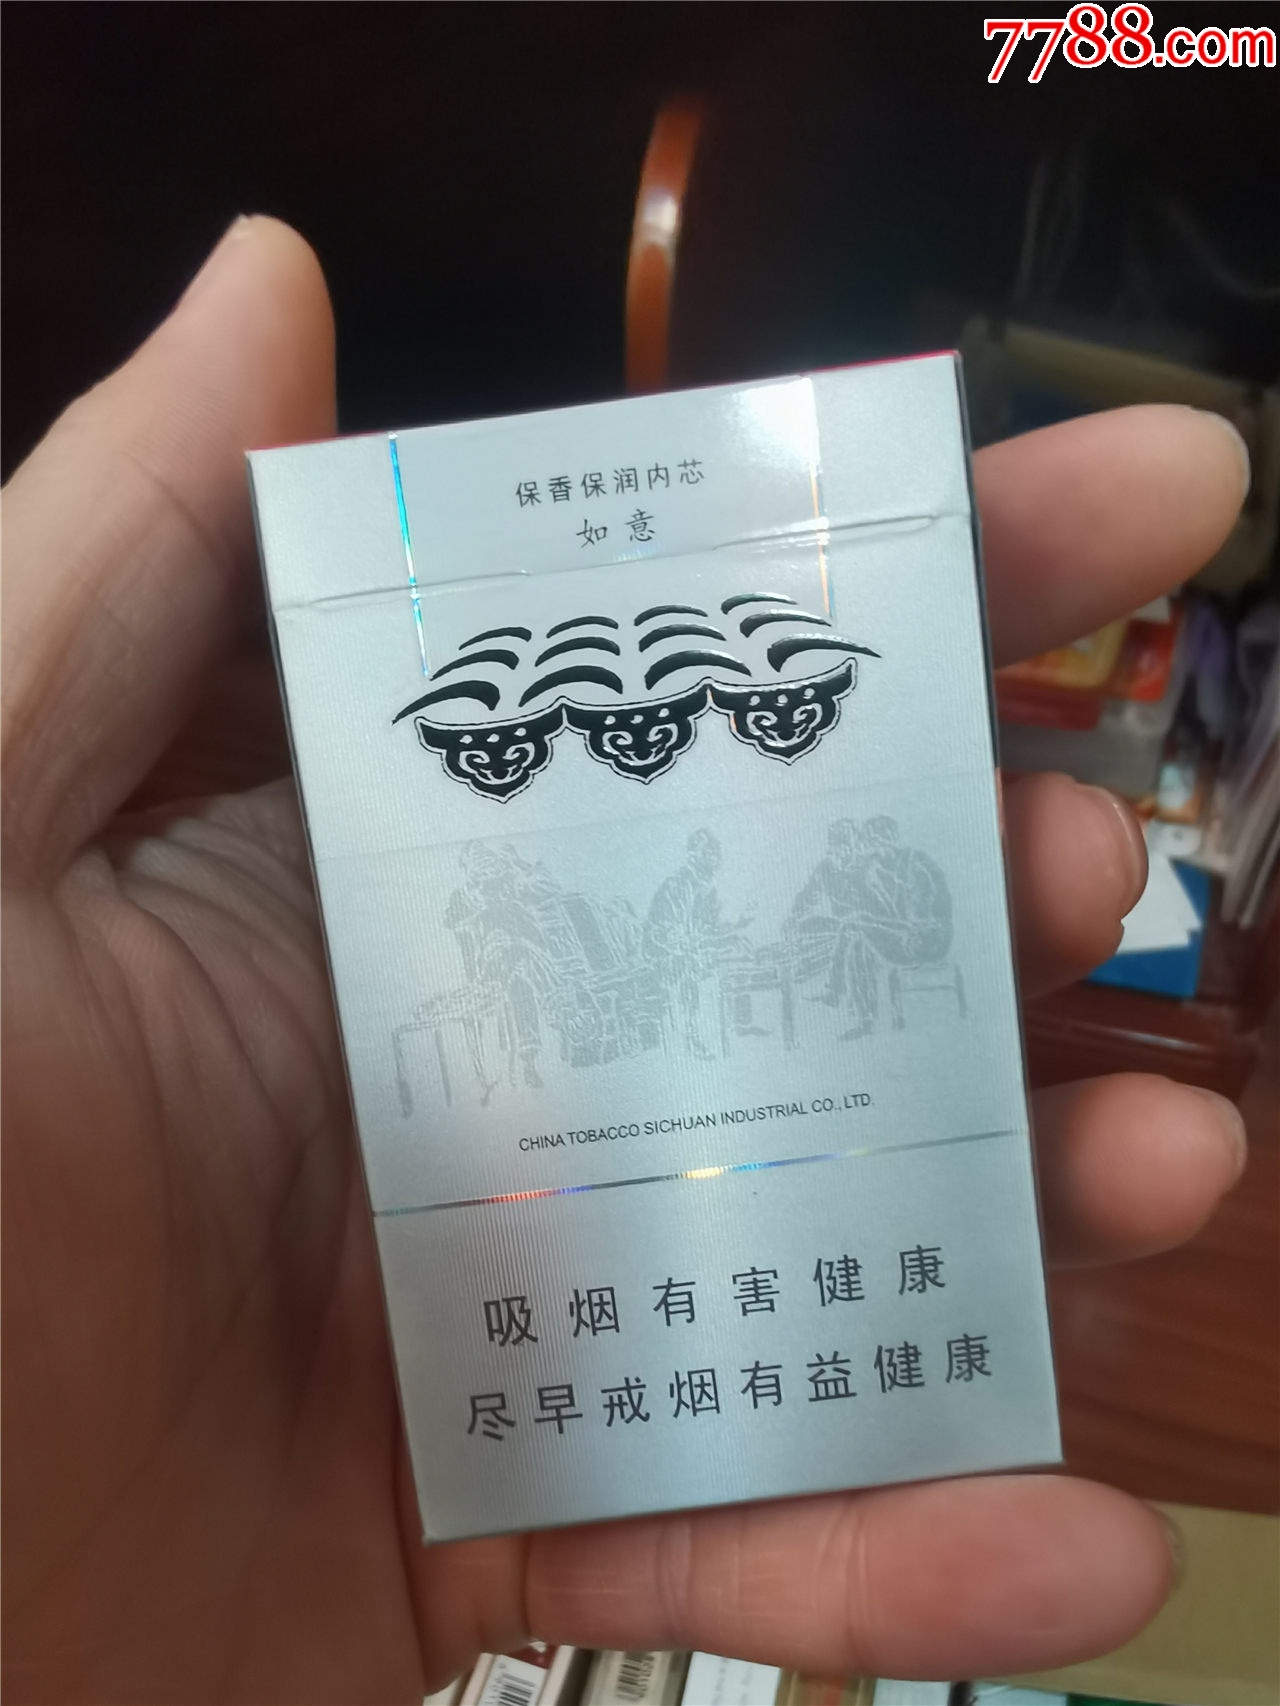 7788.com
保香保润内芯
如意
CHINA TOBACCO SICHUAN INDUSTRIAL CO., LTD.
吸烟有害健康
尽早戒烟有益健康